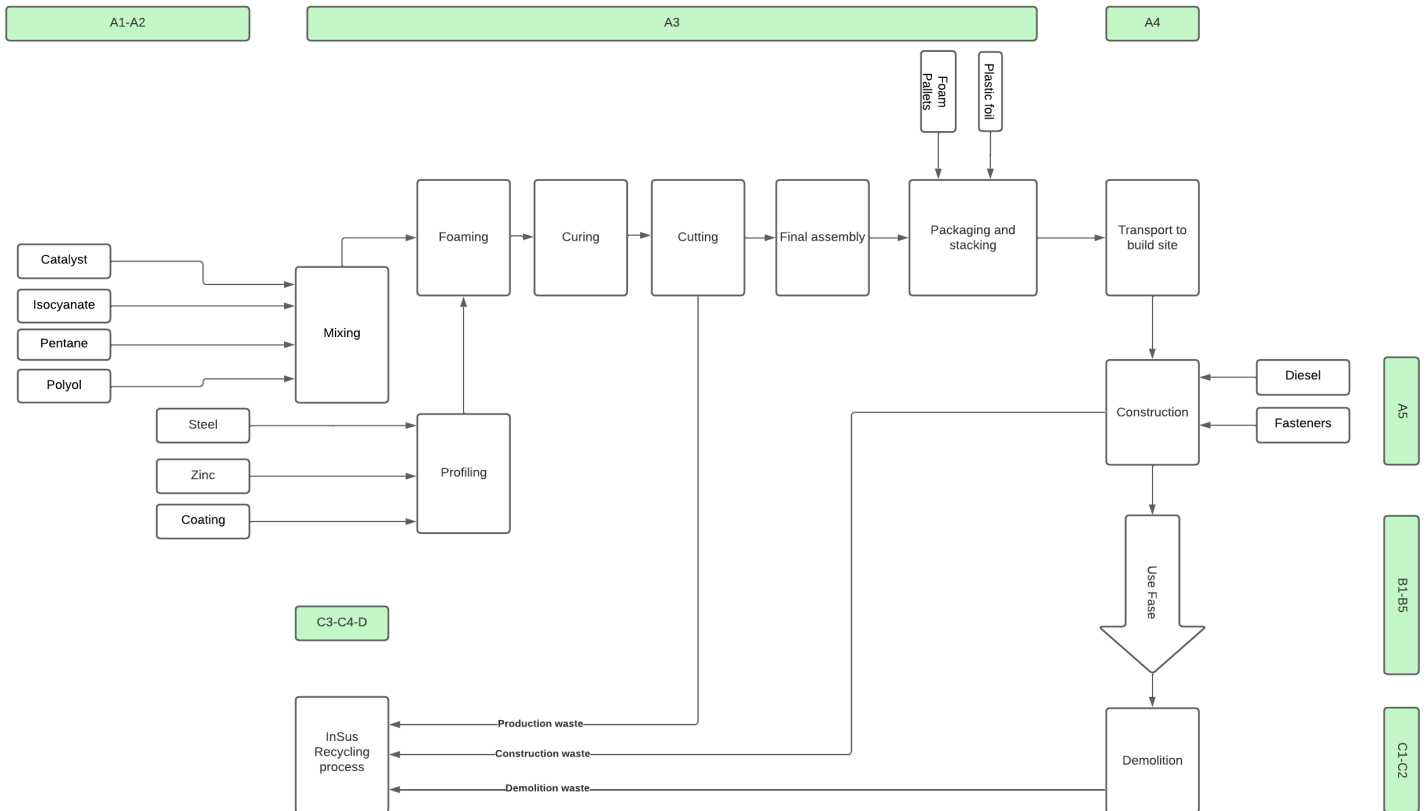 A1-A2
A3
A4
Foam
Pallets
Plastic foil
Foaming
Curing
Cutting
Final assembly
Packaging and
stacking
Transport to
build site
Catalyst
Isocyanate
Pentane
Polyol
Mixing
Steel
Zinc
Coating
Profiling
Construction
Diesel
Fasteners
A5
Use Fase
B1-B5
C3-C4-D
InSus
Recycling
process
Production waste
Construction waste
Demolition waste
Demolition
C1-C2